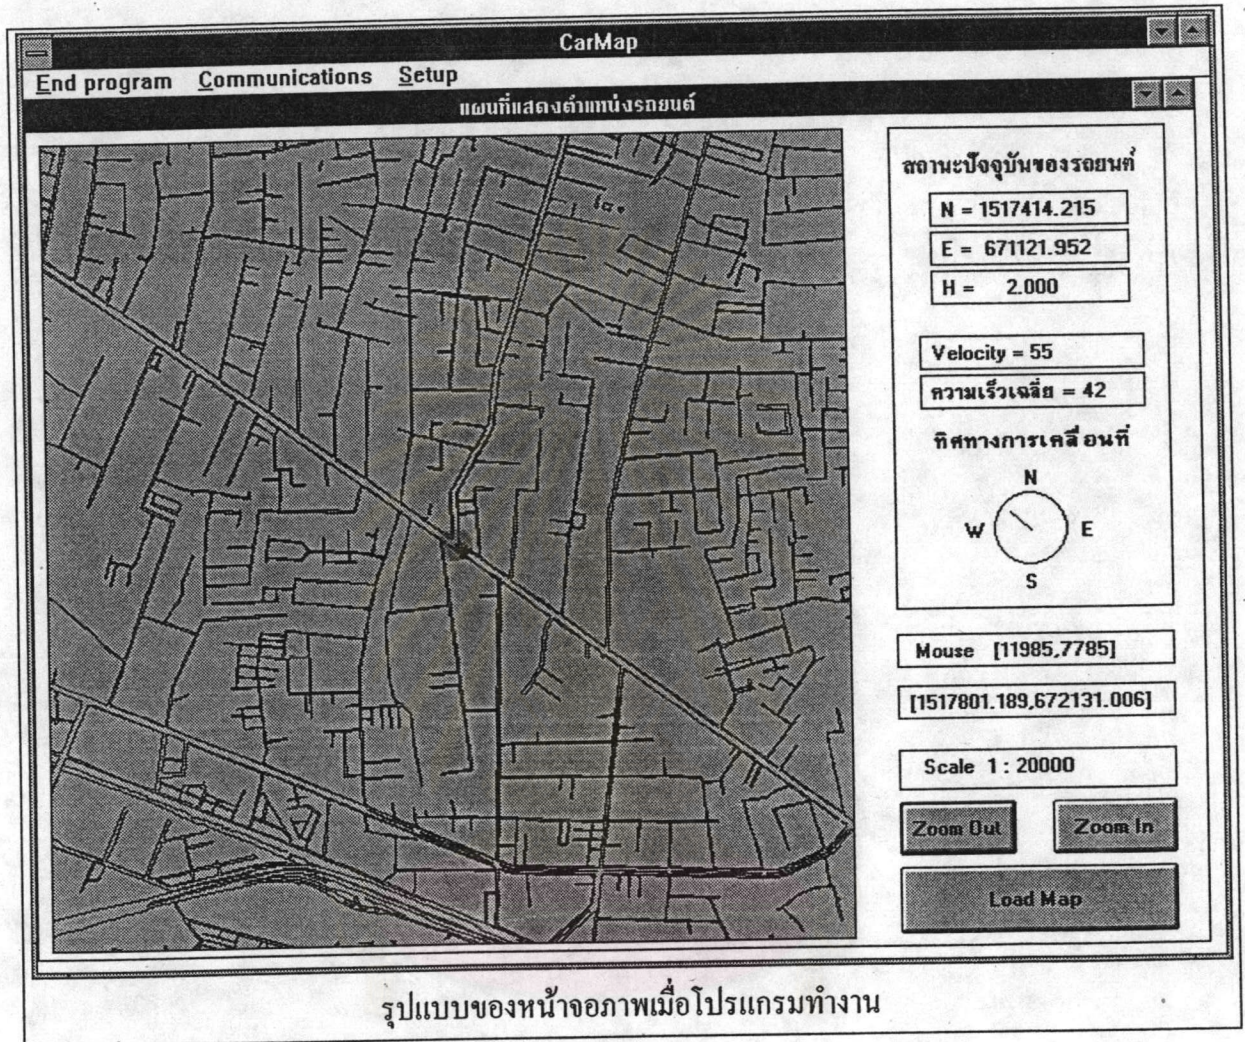 CarMap
End program Communications Setup
แผนที่แสดงตำแหน่งรถยนต์
สถานะปัจจุบันของรถยนต์
N = 1517414.215
E = 671121.952
H = 2.000
Velocity = 55
ความเร็วเฉลี่ย = 42
ทิศทางการเคลื่อนที่
N
W E
S
Mouse [11985,7785]
[1517801.189,672131.006]
Scale 1 : 20000
Zoom Out Zoom In
Load Map
รูปแบบของหน้าจอภาพเมื่อโปรแกรมทำงาน